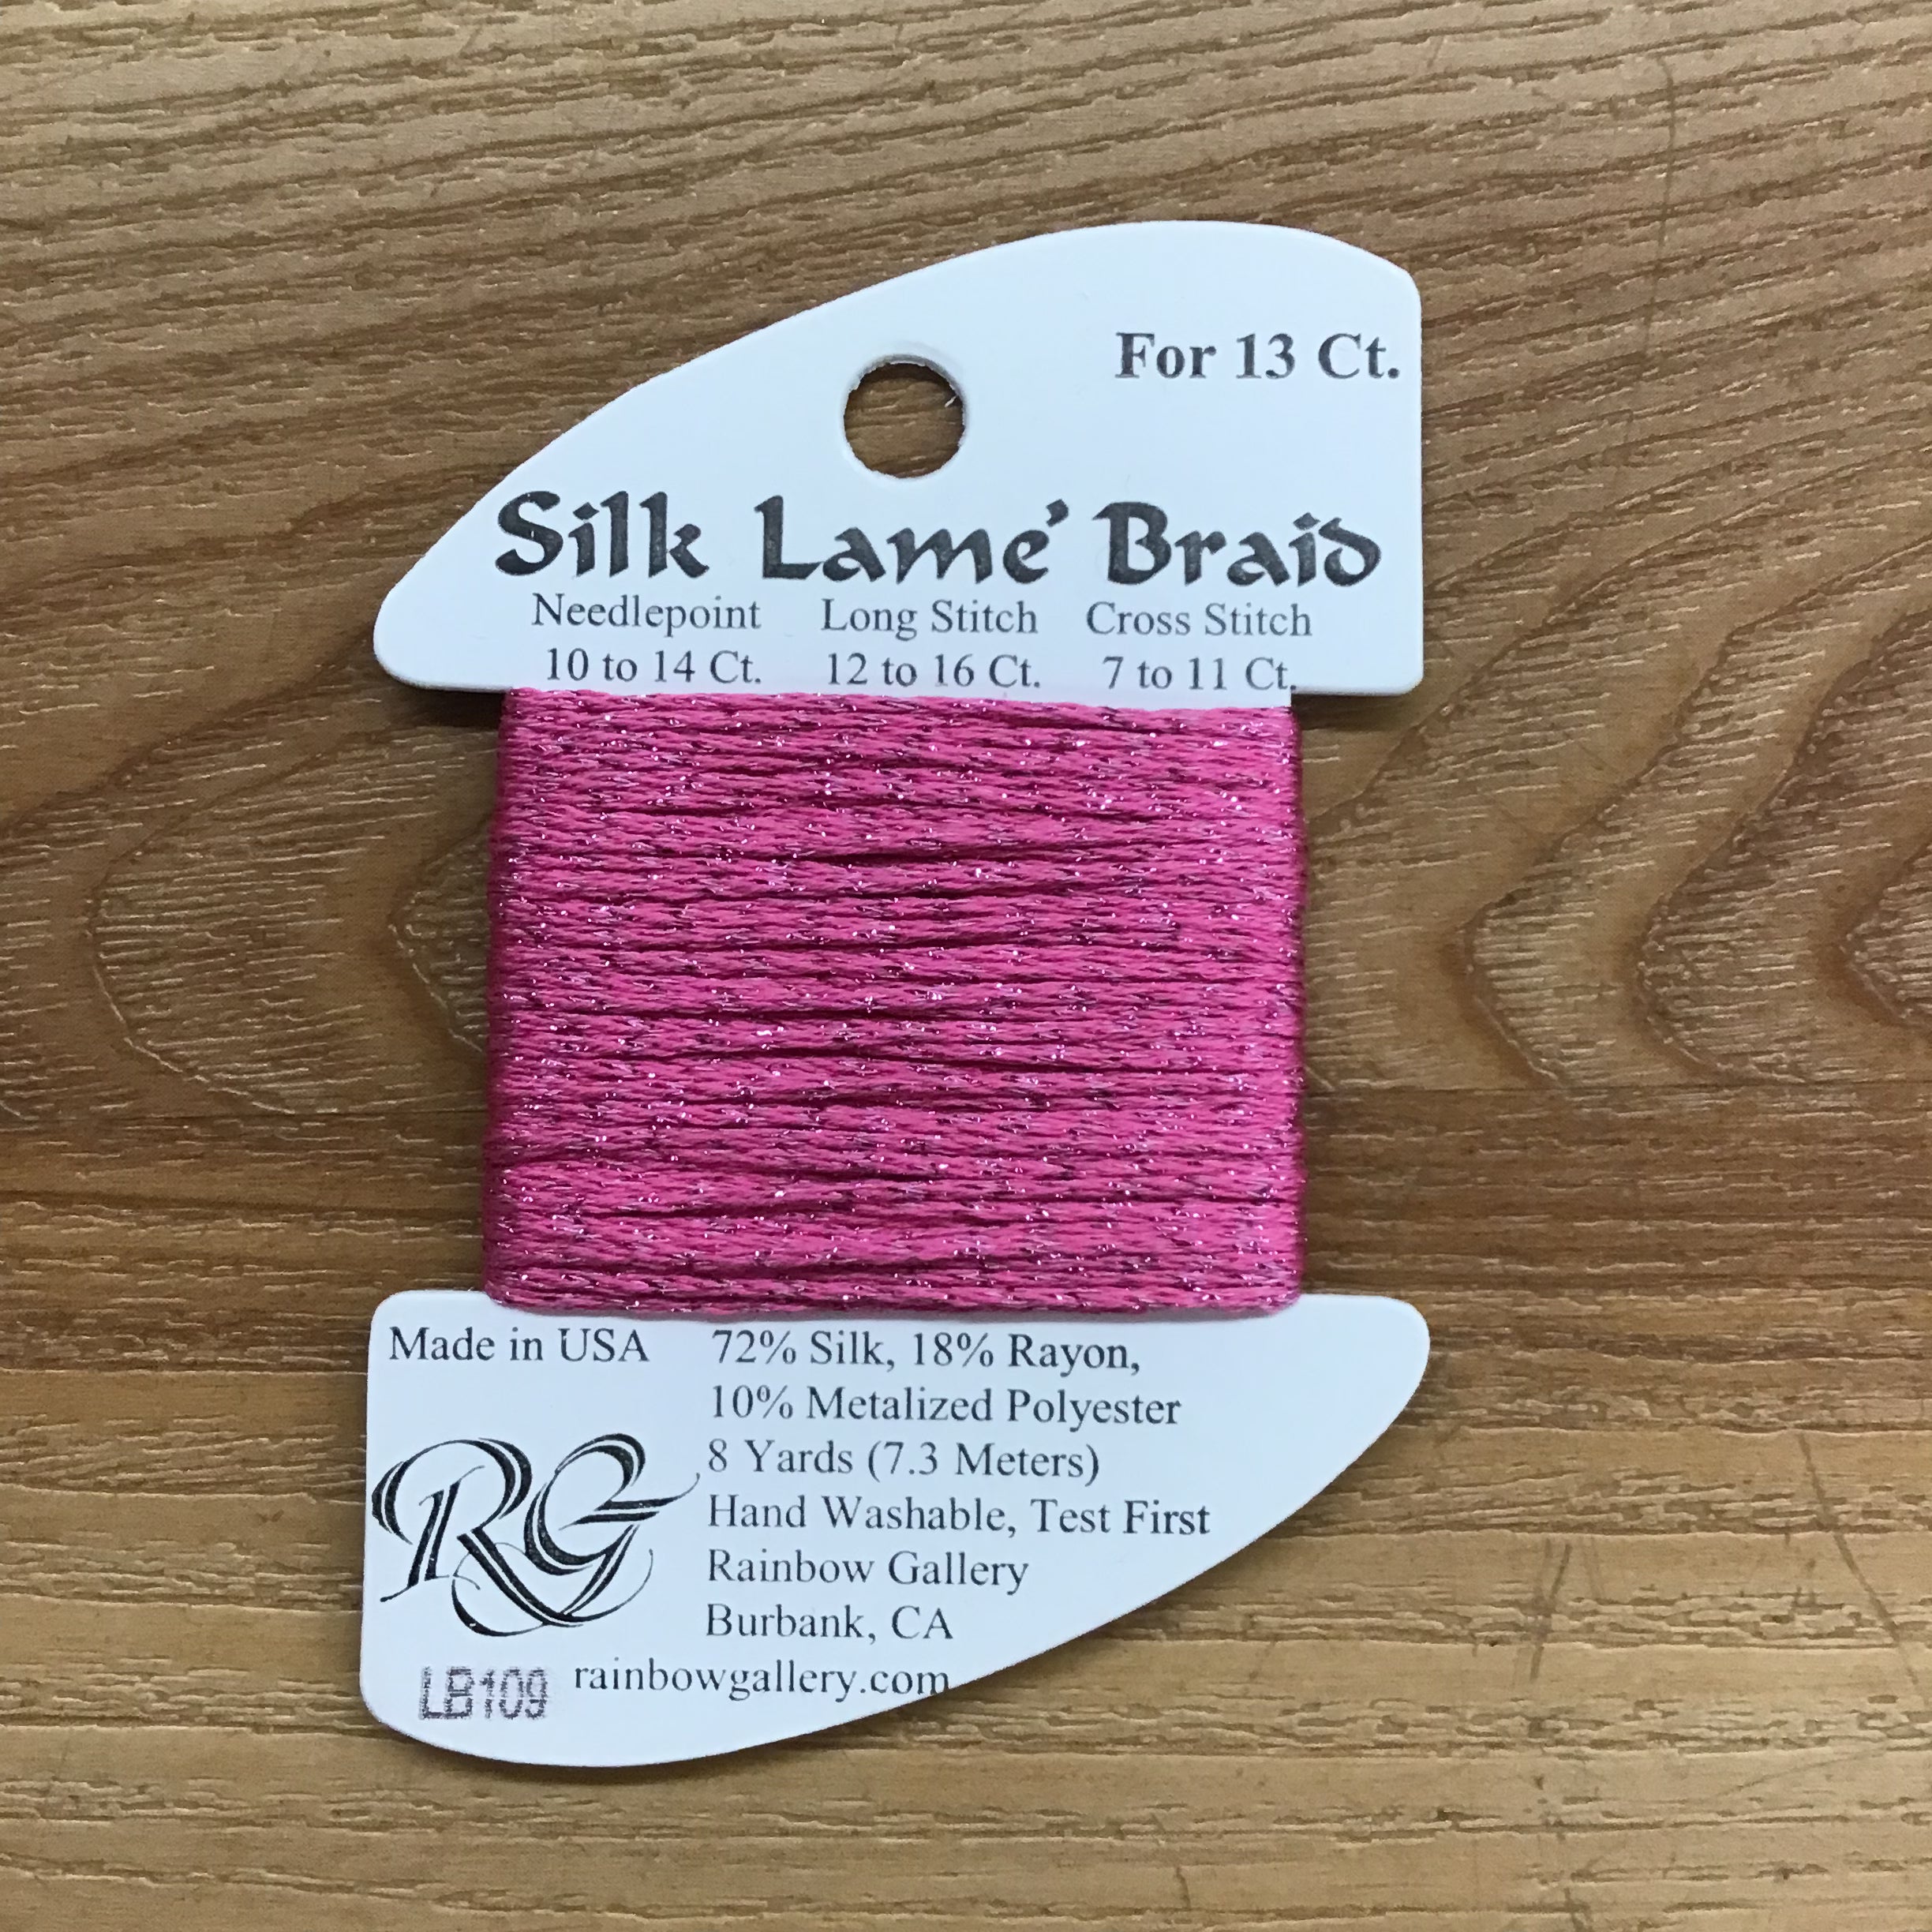 For 13 Ct.
Silk Lame' Braid
Needlepoint Long Stitch Cross Stitch
10 to 14 Ct. 12 to 16 Ct. 7 to 11 Ct.
Made in USA 72% Silk, 18% Rayon,
10% Metalized Polyester
8 Yards (7.3 Meters)
Hand Washable, Test First
RG
Rainbow Gallery
Burbank, CA
LB109 rainbowgallery.com